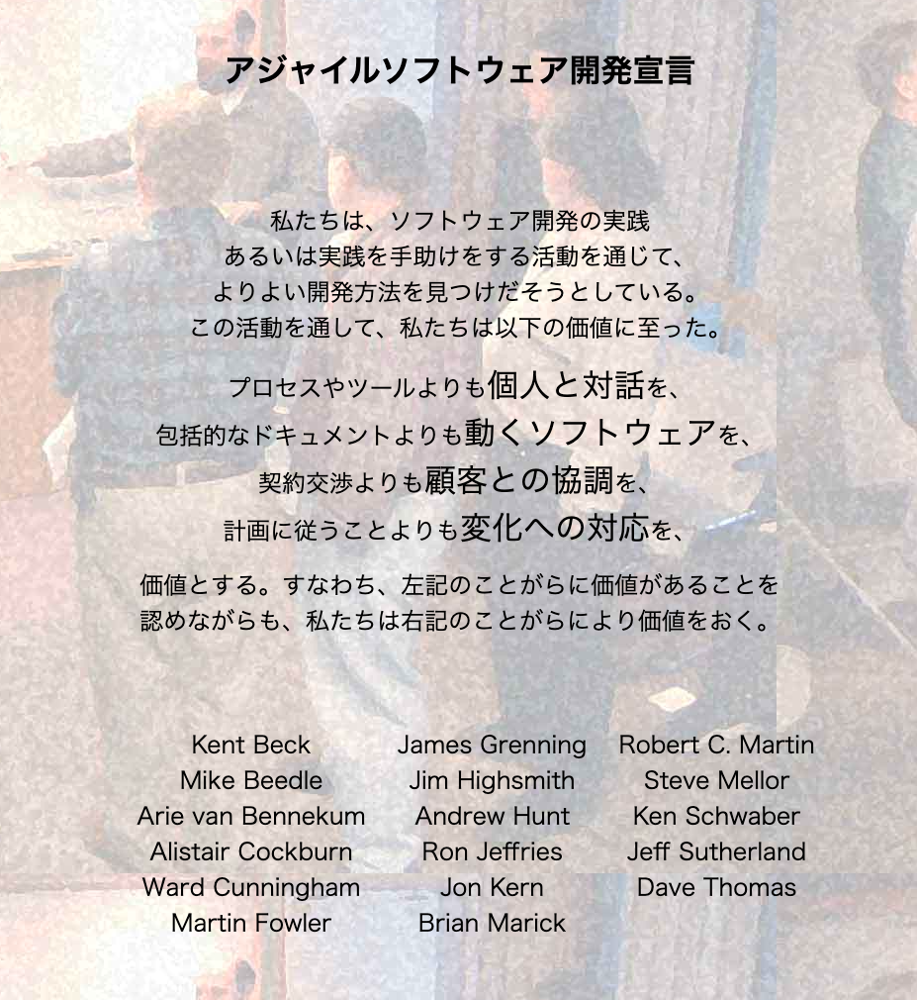 アジャイルソフトウェア開発宣言
私たちは、ソフトウェア開発の実践
あるいは実践を手助けをする活動を通じて、
よりよい開発方法を見つけだそうとしている。
この活動を通して、私たちは以下の価値に至った。
プロセスやツールよりも個人と対話を、
包括的なドキュメントよりも動くソフトウェアを、
契約交渉よりも顧客との協調を、
計画に従うことよりも変化への対応を、
価値とする。すなわち、左記のことがらに価値があることを
認めながらも、私たちは右記のことがらにより価値をおく。
Kent Beck James Grenning Robert C. Martin
Mike Beedle Jim Highsmith Steve Mellor
Arie van Bennekum Andrew Hunt Ken Schwaber
Alistair Cockburn Ron Jeffries Jeff Sutherland
Ward Cunningham Jon Kern Dave Thomas
Martin Fowler Brian Marick